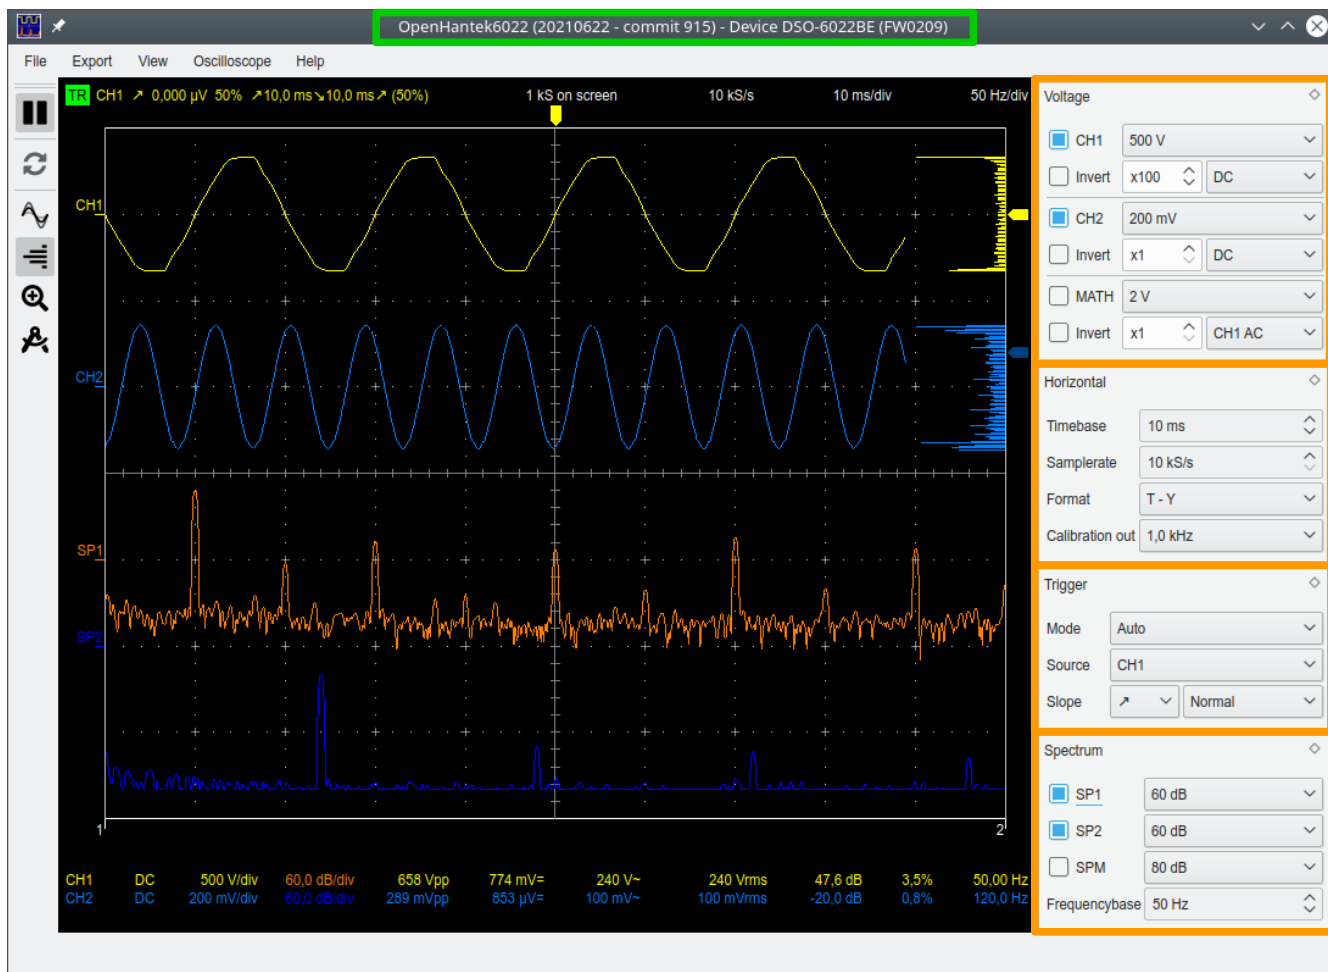 OpenHantek6022 (20210622 - commit 915) - Device DSO-6022BE (FW0209)
File Export View Oscilloscope Help
TR CH1 ↗ 0,000 µV 50% ↗10,0 ms↘10,0 ms↗ (50%) 1 kS on screen 10 kS/s 10 ms/div 50 Hz/div
CH1
CH2
SP1
SP2
1 2
CH1 DC 500 V/div 60,0 dB/div 658 Vpp 774 mV= 240 V~ 240 Vrms 47,6 dB 3,5% 50,00 Hz
CH2 DC 200 mV/div 60,0 dB/div 289 mVpp 853 µV= 100 mV~ 100 mVrms -20,0 dB 0,8% 120,0 Hz
Voltage
CH1 500 V
Invert x100 DC
CH2 200 mV
Invert x1 DC
MATH 2 V
Invert x1 CH1 AC
Horizontal
Timebase 10 ms
Samplerate 10 kS/s
Format T - Y
Calibration out 1,0 kHz
Trigger
Mode Auto
Source CH1
Slope ↗ Normal
Spectrum
SP1 60 dB
SP2 60 dB
SPM 80 dB
Frequencybase 50 Hz